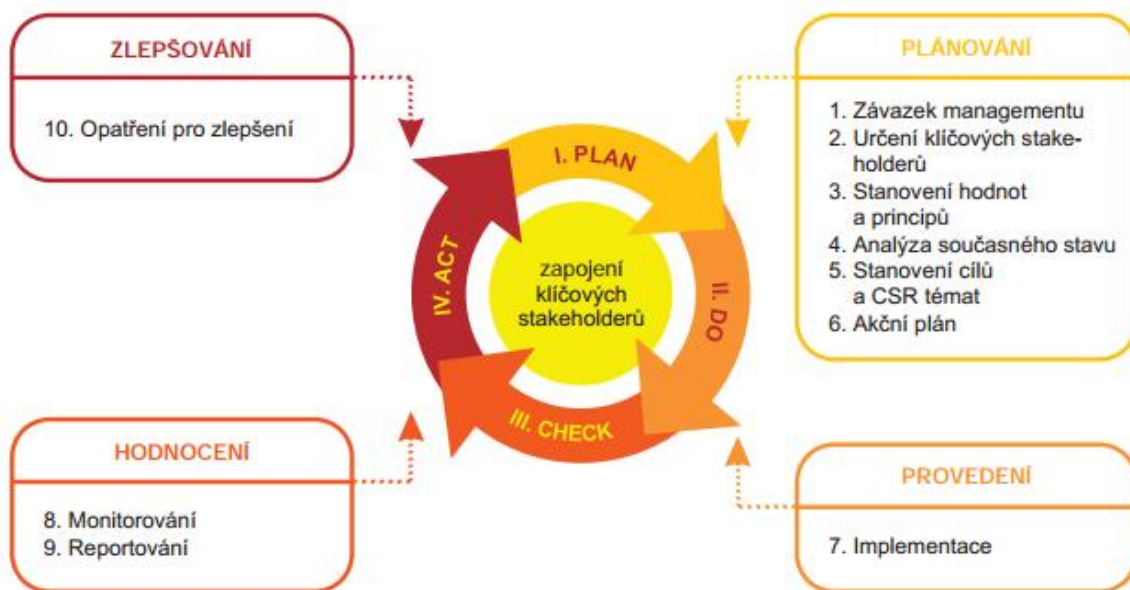 ZLEPŠOVÁNÍ
10. Opatření pro zlepšení
PLÁNOVÁNÍ
1. Závazek managementu
2. Určení klíčových stake-
holderů
3. Stanovení hodnot
a principů
4. Analýza současného stavu
5. Stanovení cílů
a CSR témat
6. Akční plán
I. PLAN
II. DO
III. CHECK
IV. ACT
zapojení
klíčových
stakeholderů
HODNOCENÍ
8. Monitorování
9. Reportování
PROVEDENÍ
7. Implementace